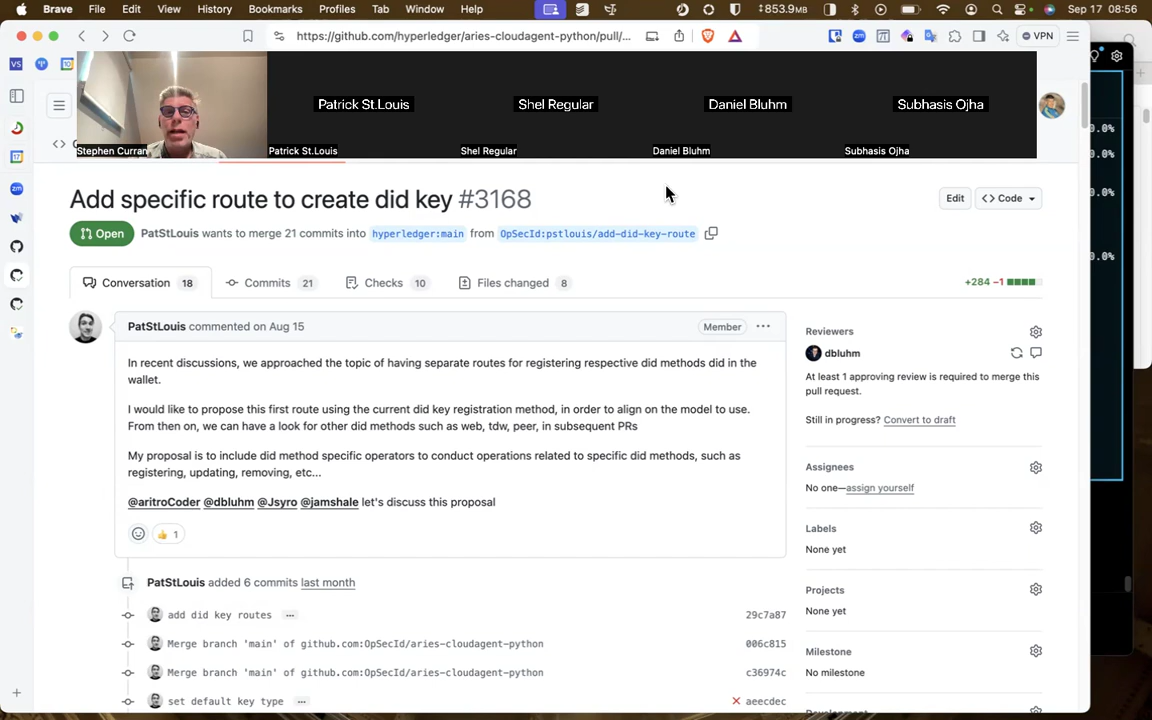 Brave File Edit View History Bookmarks Profiles Tab Window Help 853.9MB Sep 17 08:56
https://github.com/hyperledger/aries-cloudagent-python/pull/... VPN
Patrick St.Louis Shel Regular Daniel Bluhm Subhasis Ojha
Stephen Curran Patrick St.Louis Shel Regular Daniel Bluhm Subhasis Ojha
Add specific route to create did key #3168
Edit Code
Open PatStLouis wants to merge 21 commits into hyperledger:main from OpSecId:pstlouis/add-did-key-route
Conversation 18 Commits 21 Checks 10 Files changed 8 +284 −1
PatStLouis commented on Aug 15 Member
In recent discussions, we approached the topic of having separate routes for registering respective did methods did in the
wallet.
I would like to propose this first route using the current did key registration method, in order to align on the model to use.
From then on, we can have a look for other did methods such as web, tdw, peer, in subsequent PRs
My proposal is to include did method specific operators to conduct operations related to specific did methods, such as
registering, updating, removing, etc...
@aritroCoder @dbluhm @Jsyro @jamshale let's discuss this proposal
1
PatStLouis added 6 commits last month
add did key routes ... 29c7a87
Merge branch 'main' of github.com:OpSecId/aries-cloudagent-python 006c815
Merge branch 'main' of github.com:OpSecId/aries-cloudagent-python c36974c
set default key type ... aeecdec
Reviewers
dbluhm
At least 1 approving review is required to merge this
pull request.
Still in progress? Convert to draft
Assignees
No one—assign yourself
Labels
None yet
Projects
None yet
Milestone
No milestone
0.0%
0.0%
0.0%
0.0%